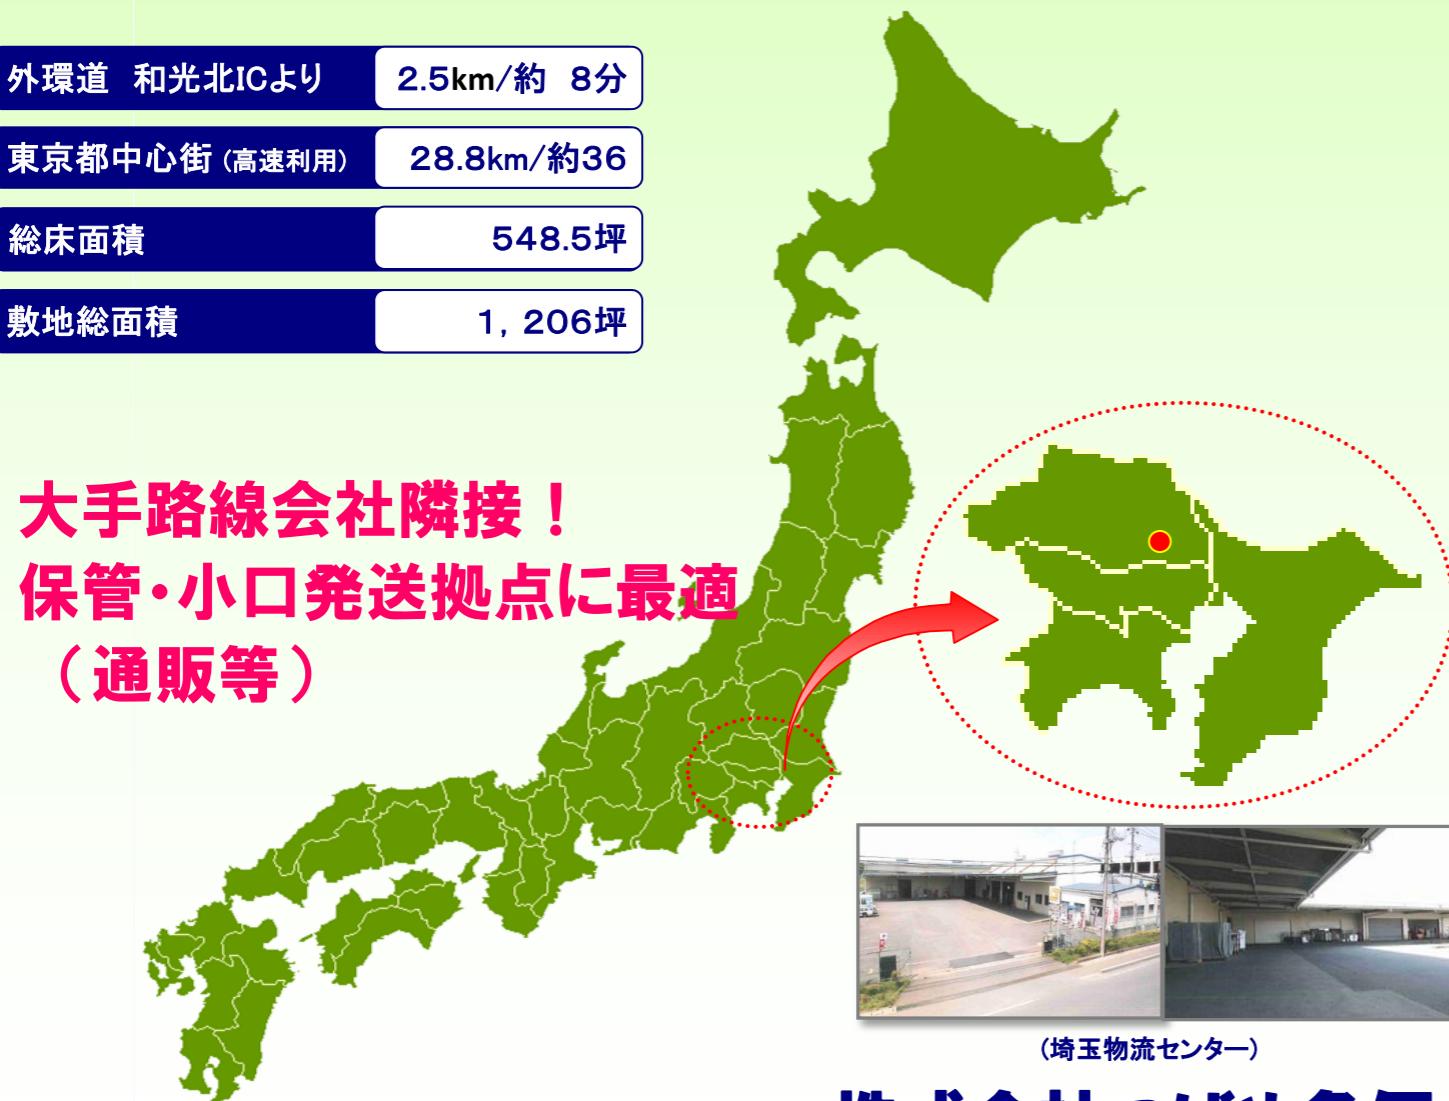 外環道 和光北ICより 2.5km/約 8分
東京都中心街 (高速利用) 28.8km/約36
総床面積 548.5坪
敷地総面積 1,206坪
大手路線会社隣接！
保管・小口発送拠点に最適
（通販等）
(埼玉物流センター)